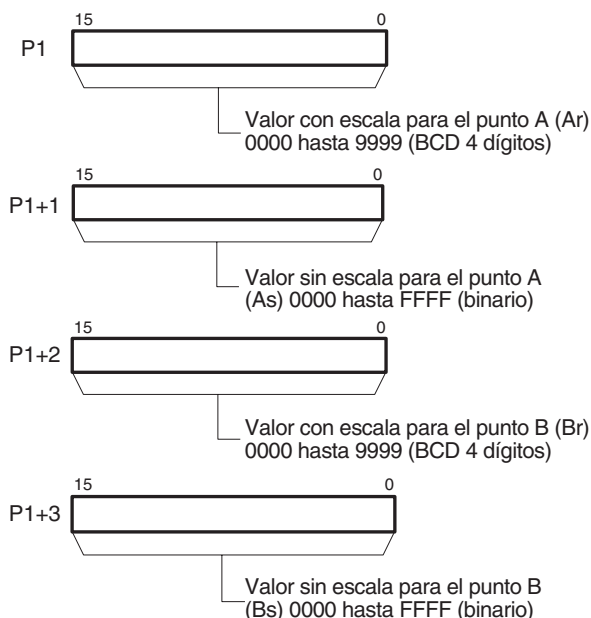 15 0
P1
Valor con escala para el punto A (Ar)
0000 hasta 9999 (BCD 4 dígitos)
15 0
P1+1
Valor sin escala para el punto A
(As) 0000 hasta FFFF (binario)
15 0
P1+2
Valor con escala para el punto B (Br)
0000 hasta 9999 (BCD 4 dígitos)
15 0
P1+3
Valor sin escala para el punto B
(Bs) 0000 hasta FFFF (binario)